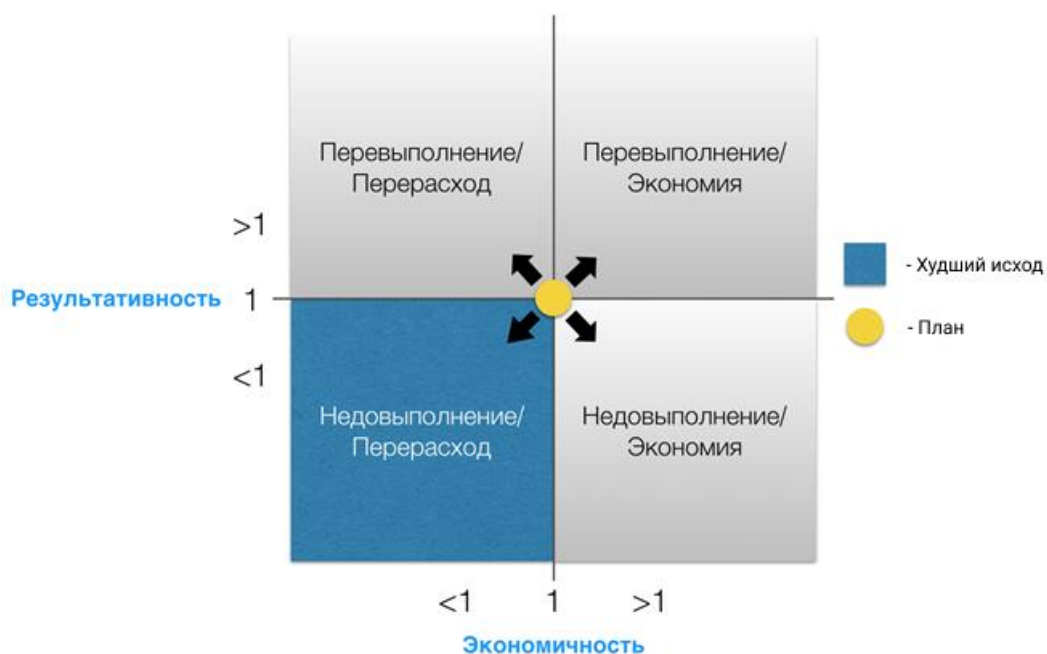 Перевыполнение/
Перерасход
Перевыполнение/
Экономия
>1
- Худший исход
Результативность
1
- План
<1
Недовыполнение/
Перерасход
Недовыполнение/
Экономия
<1
1
>1
Экономичность